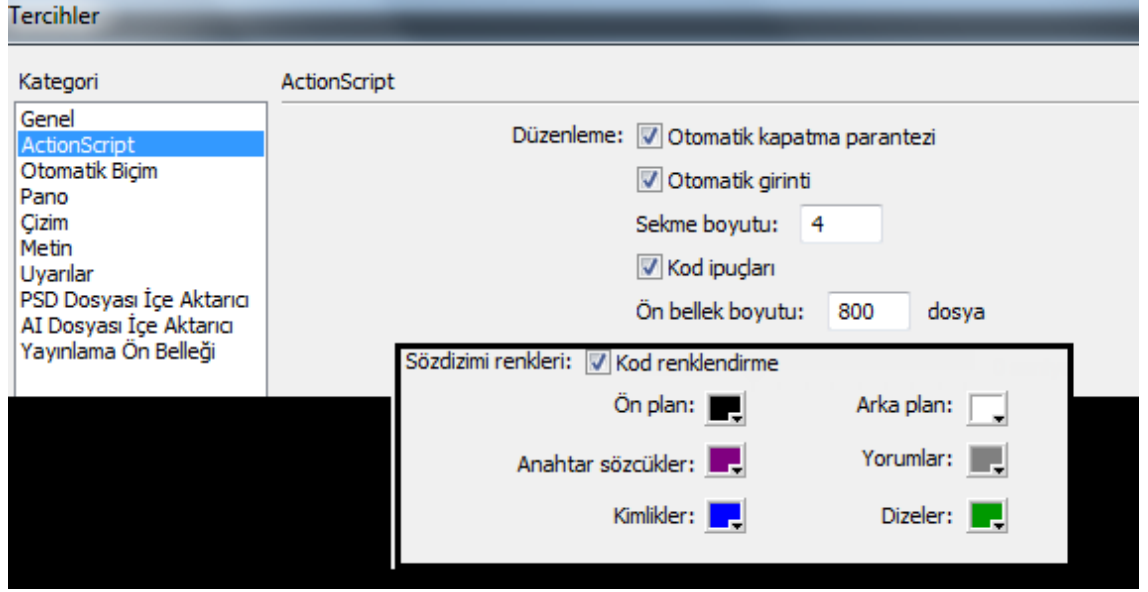 Tercihler
Kategori
ActionScript
Genel
ActionScript
Otomatik Biçim
Pano
Çizim
Metin
Uyarılar
PSD Dosyası İçe Aktarıcı
AI Dosyası İçe Aktarıcı
Yayınlama Ön Belleği
Düzenleme: Otomatik kapatma parantezi
Otomatik girinti
Sekme boyutu: 4
Kod ipuçları
Ön bellek boyutu: 800 dosya
Sözdizimi renkleri: Kod renklendirme
Ön plan: Arka plan:
Anahtar sözcükler: Yorumlar:
Kimlikler: Dizeler: